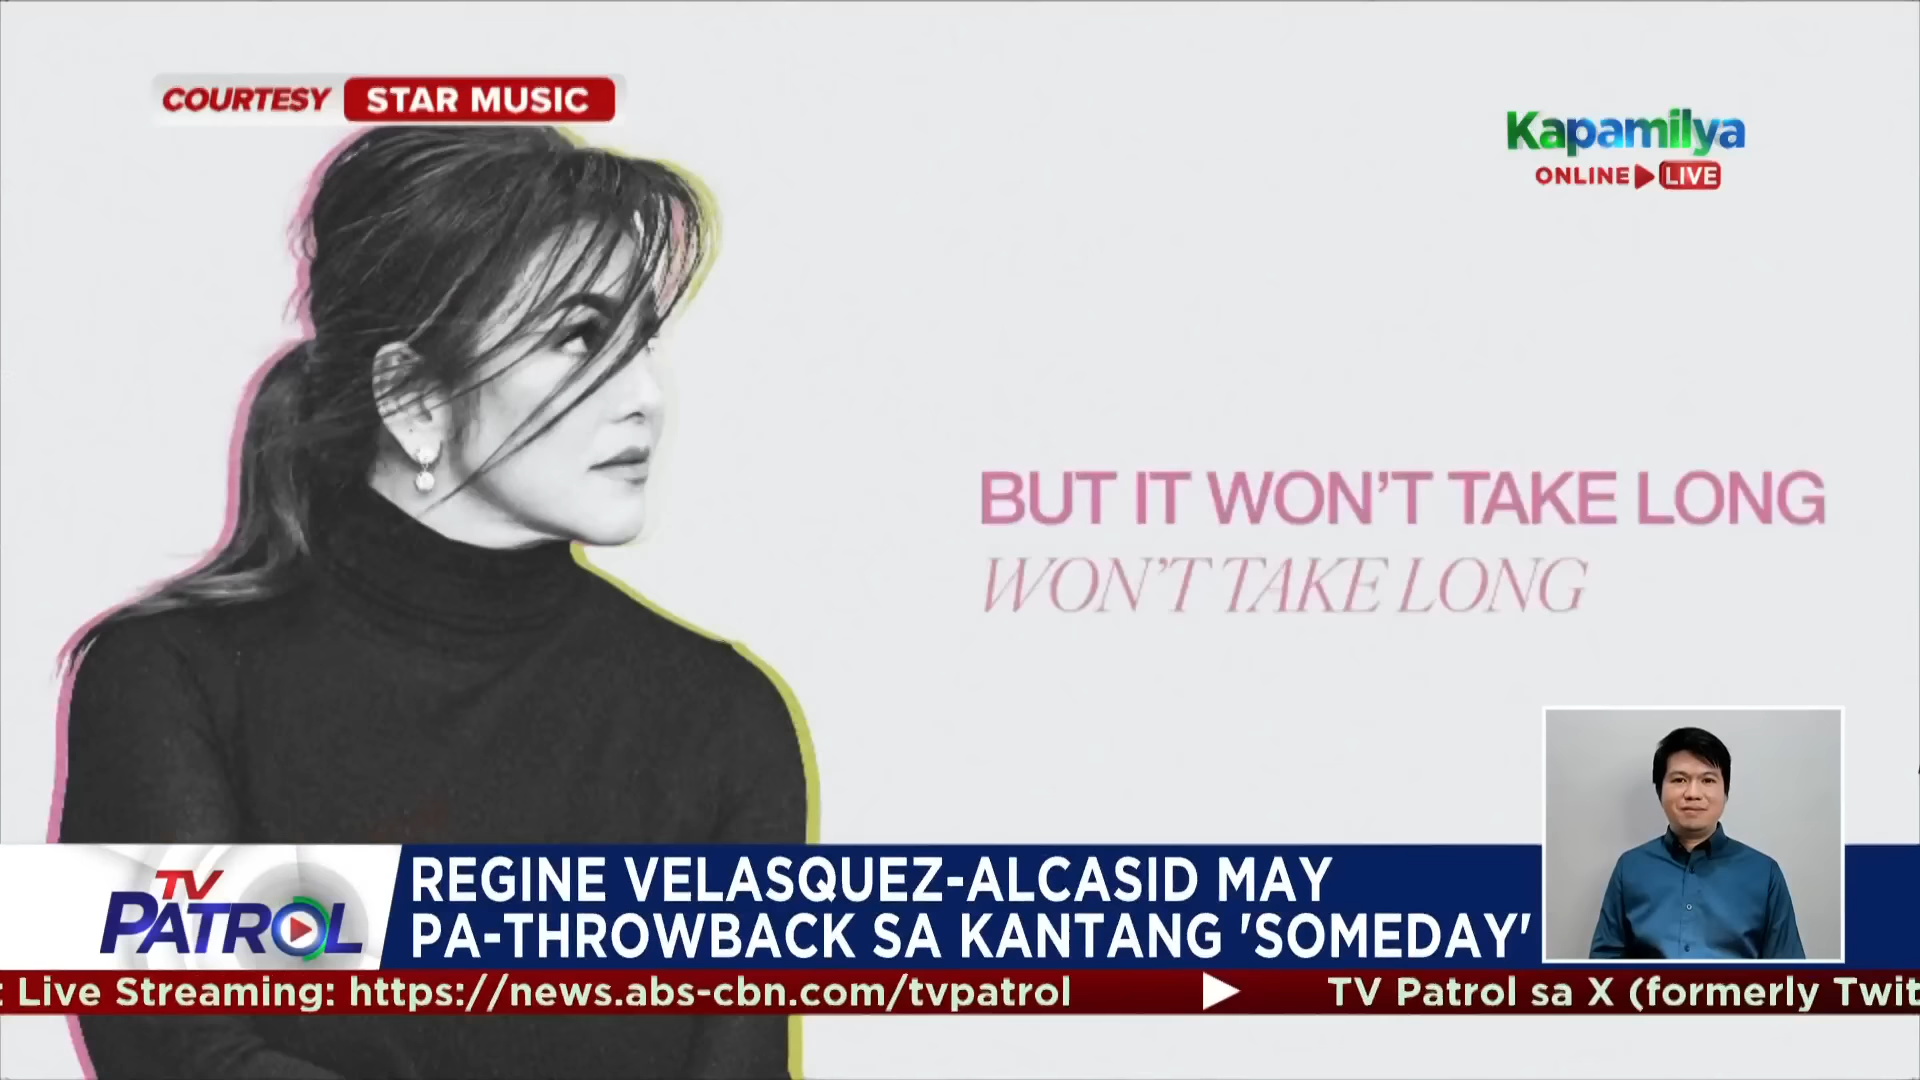 COURTESY STAR MUSIC
Kapamilya
ONLINE LIVE
BUT IT WON'T TAKE LONG
WON'T TAKE LONG
TV
PATROL
REGINE VELASQUEZ-ALCASID MAY
PA-THROWBACK SA KANTANG 'SOMEDAY'
: Live Streaming: https://news.abs-cbn.com/tvpatrol TV Patrol sa X (formerly Twit